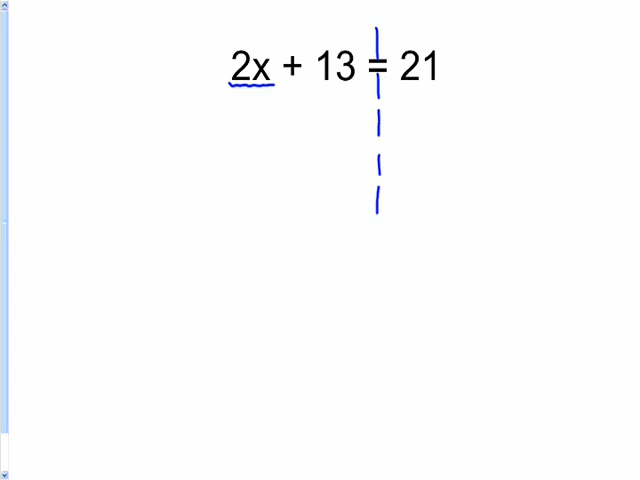 2x + 13 = 21